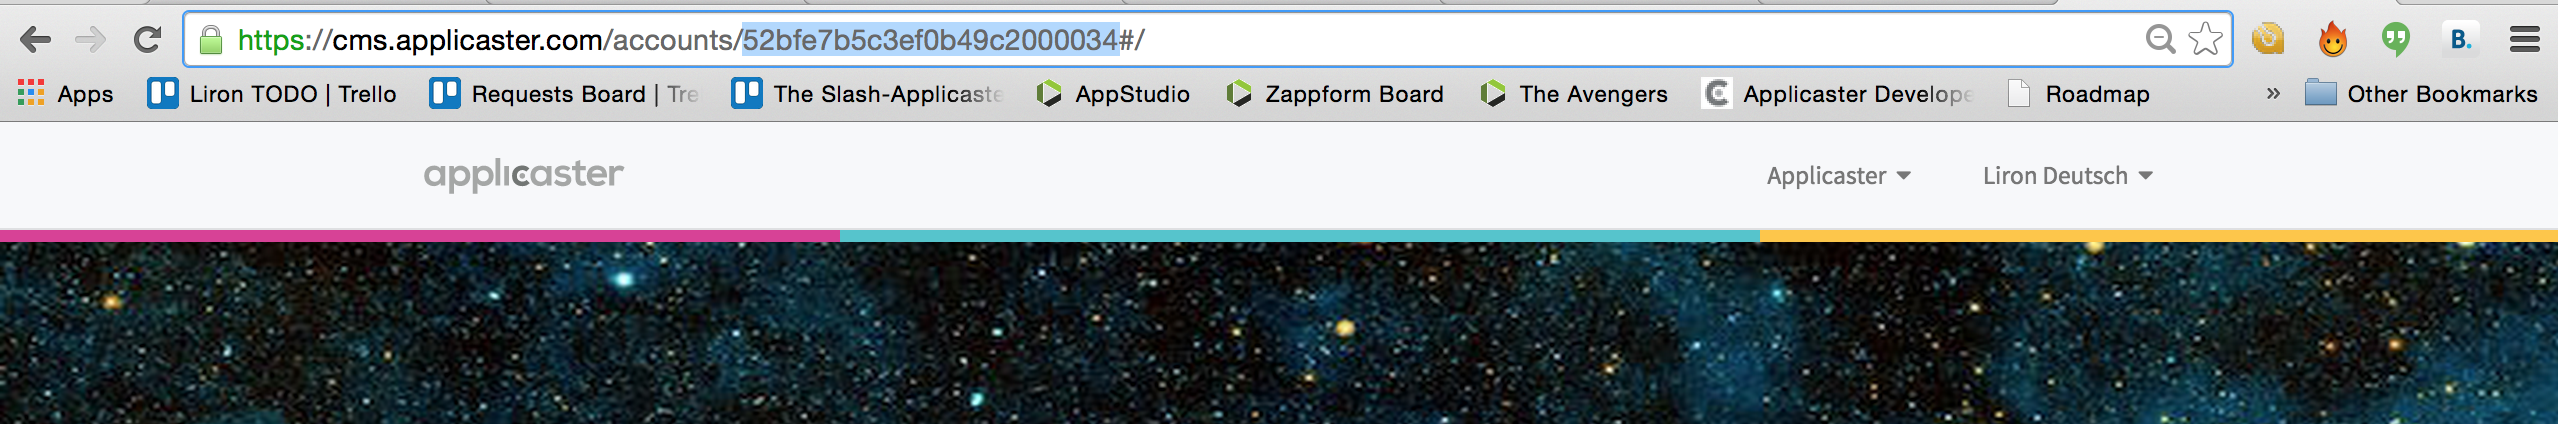 https://cms.applicaster.com/accounts/52bfe7b5c3ef0b49c2000034#/
B.
Apps Liron TODO | Trello Requests Board | Tre The Slash-Applicaste AppStudio Zappform Board The Avengers Applicaster Develope Roadmap » Other Bookmarks
applicaster Applicaster Liron Deutsch